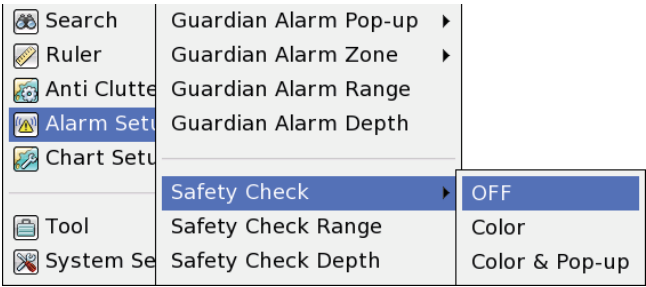 Search
Ruler
Anti Clutte
Alarm Setu
Chart Setu
Tool
System Se
Guardian Alarm Pop-up
Guardian Alarm Zone
Guardian Alarm Range
Guardian Alarm Depth
Safety Check
Safety Check Range
Safety Check Depth
OFF
Color
Color & Pop-up